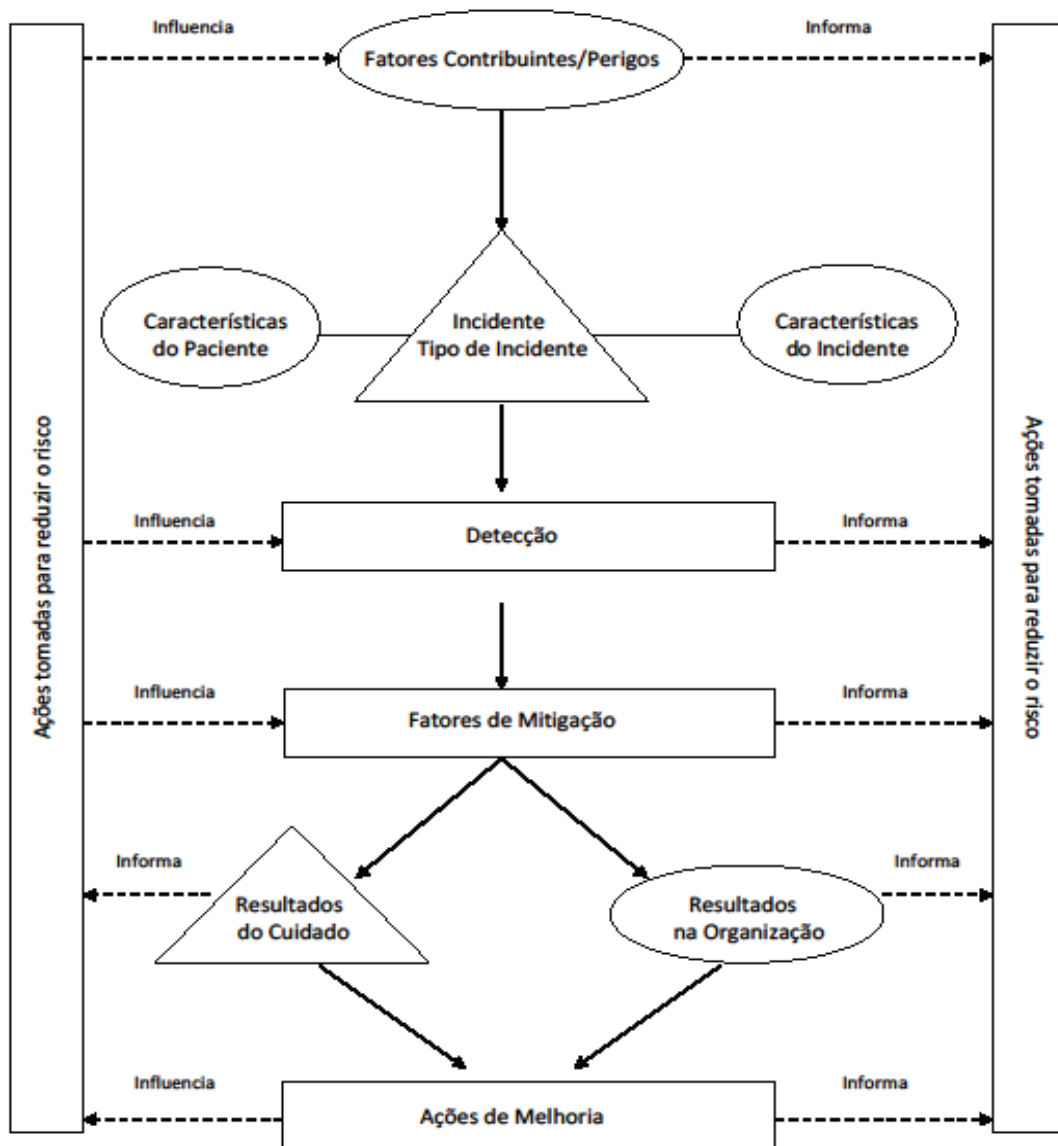 Influencia
Fatores Contribuintes/Perigos
Informa
Características
do Paciente
Incidente
Tipo de Incidente
Características
do Incidente
Ações tomadas para reduzir o risco
Ações tomadas para reduzir o risco
Influencia
Detecção
Informa
Influencia
Fatores de Mitigação
Informa
Informa
Resultados
do Cuidado
Resultados
na Organização
Informa
Influencia
Ações de Melhoria
Informa